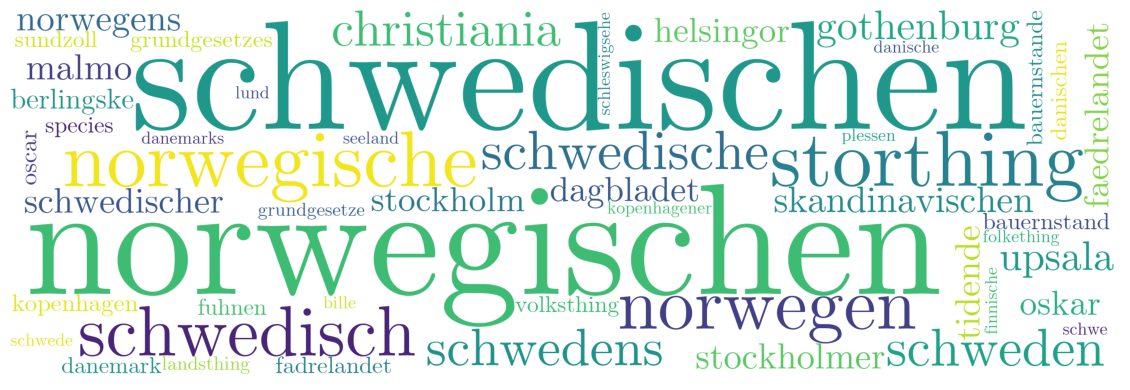 norwegens
christiania
helsingor
gothenburg
sundzoll
grundgesetzes
schleswigsehe
danische
bauernstande
danischen
faedrelandet
malmo
schwedischen
berlingske
lund
species
danemarks
seeland
plessen
oscar
norwegische
schwedische
storthing
dagbladet
schwedischer
grundgesetze
stockholm
kopenhagener
skandinavischen
bauernstand
norwegischen
folkething
upsala
tidende
finnische
kopenhagen
fuhnen
bille
volksthing
norwegen
oskar
schwe
schwede
schwedisch
schwedens
stockholmer
schweden
danemark
landsthing
fadrelandet